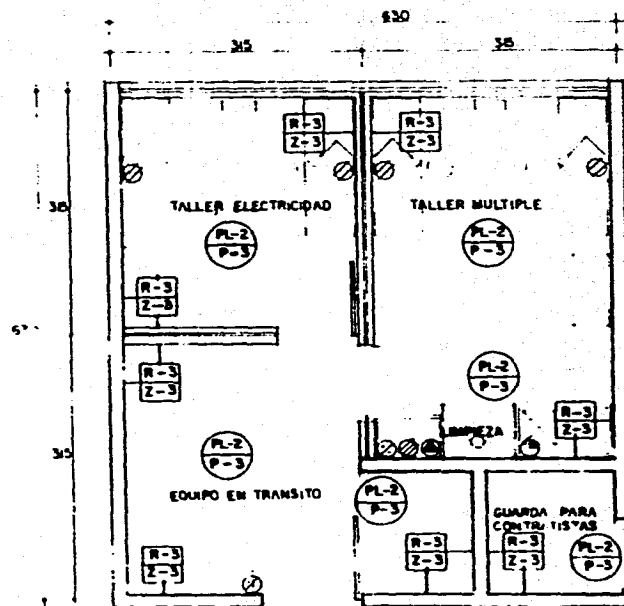 630
315
315
R-3
Z-3
R-3
Z-3
TALLER ELECTRICIDAD
TALLER MULTIPLE
315
PL-2
P-3
PL-2
P-3
R-3
Z-3
R-3
Z-3
PL-2
P-3
R-3
Z-3
LIMPIEZA
315
PL-2
P-3
EQUIPO EN TRANSITO
PL-2
P-3
GUARDA PARA
CONTRATISTAS
R-3
Z-3
R-3
Z-3
R-3
Z-3
PL-2
P-3